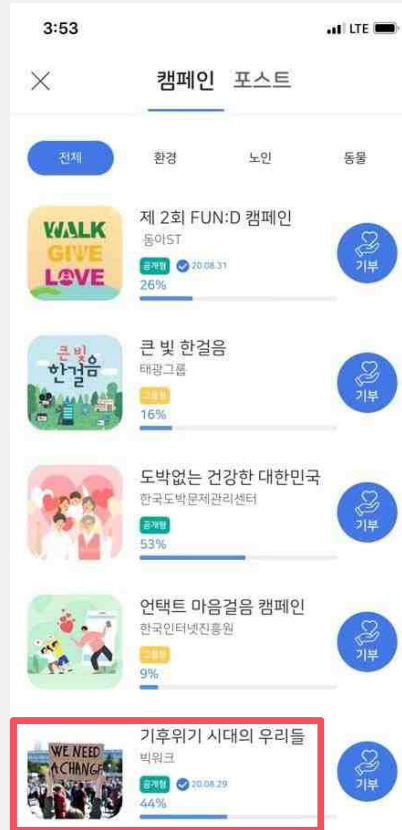 3:53
LTE
캠페인 포스트
전체 환경 노인 동물
WALK
GIVE
LOVE
제 2회 FUN:D 캠페인
동아ST
공개형 20.08.31
26%
기부
큰 빛
한걸음
큰 빛 한걸음
태광그룹
그룹형
16%
기부
도박없는 건강한 대한민국
한국도박문제관리센터
공개형
53%
기부
언택트 마음걸음 캠페인
한국인터넷진흥원
그룹형
9%
기부
WE NEED
A CHANGE
기후위기 시대의 우리들
빅워크
공개형 20.08.29
44%
기부